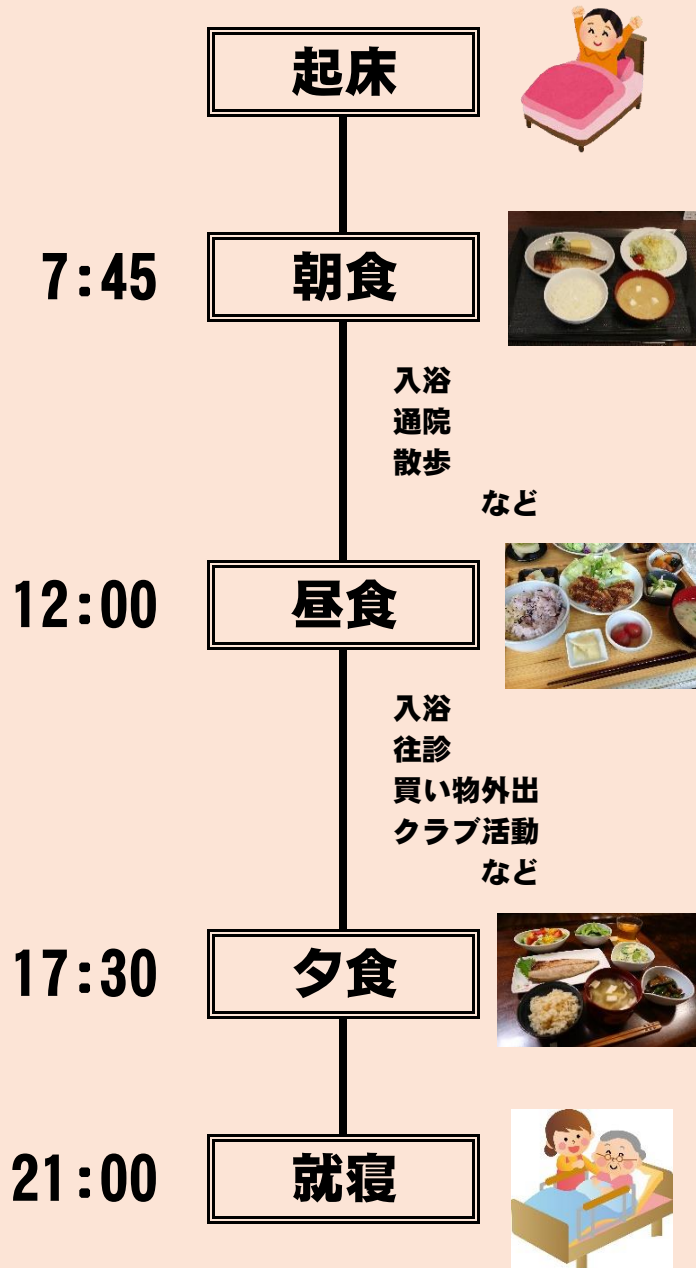 起床
7:45 朝食
入浴
通院
散歩
など
12:00 昼食
入浴
往診
買い物外出
クラブ活動
など
17:30 夕食
21:00 就寝